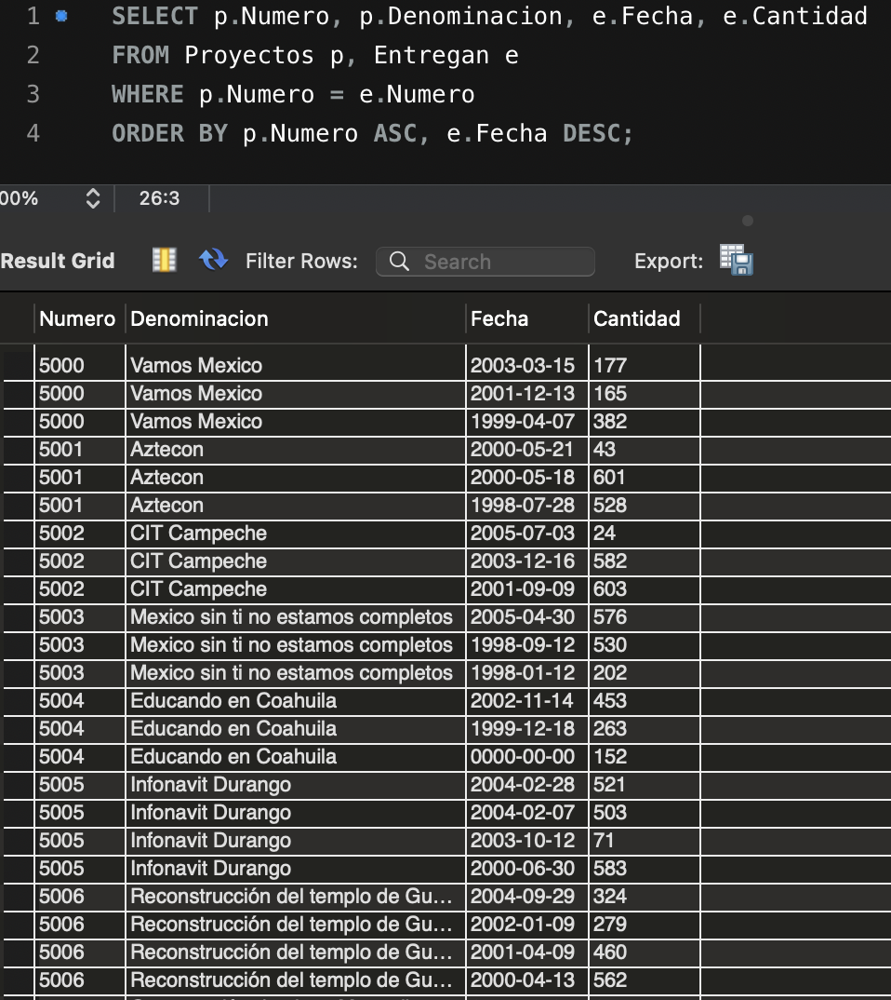 1 SELECT p.Numero, p.Denominacion, e.Fecha, e.Cantidad
2 FROM Proyectos p, Entregan e
3 WHERE p.Numero = e.Numero
4 ORDER BY p.Numero ASC, e.Fecha DESC;
00% 26:3
Result Grid Filter Rows: Search Export:
Numero Denominacion Fecha Cantidad
5000 Vamos Mexico 2003-03-15 177
5000 Vamos Mexico 2001-12-13 165
5000 Vamos Mexico 1999-04-07 382
5001 Aztecon 2000-05-21 43
5001 Aztecon 2000-05-18 601
5001 Aztecon 1998-07-28 528
5002 CIT Campeche 2005-07-03 24
5002 CIT Campeche 2003-12-16 582
5002 CIT Campeche 2001-09-09 603
5003 Mexico sin ti no estamos completos 2005-04-30 576
5003 Mexico sin ti no estamos completos 1998-09-12 530
5003 Mexico sin ti no estamos completos 1998-01-12 202
5004 Educando en Coahuila 2002-11-14 453
5004 Educando en Coahuila 1999-12-18 263
5004 Educando en Coahuila 0000-00-00 152
5005 Infonavit Durango 2004-02-28 521
5005 Infonavit Durango 2004-02-07 503
5005 Infonavit Durango 2003-10-12 71
5005 Infonavit Durango 2000-06-30 583
5006 Reconstrucción del templo de Gu... 2004-09-29 324
5006 Reconstrucción del templo de Gu... 2002-01-09 279
5006 Reconstrucción del templo de Gu... 2001-04-09 460
5006 Reconstrucción del templo de Gu... 2000-04-13 562